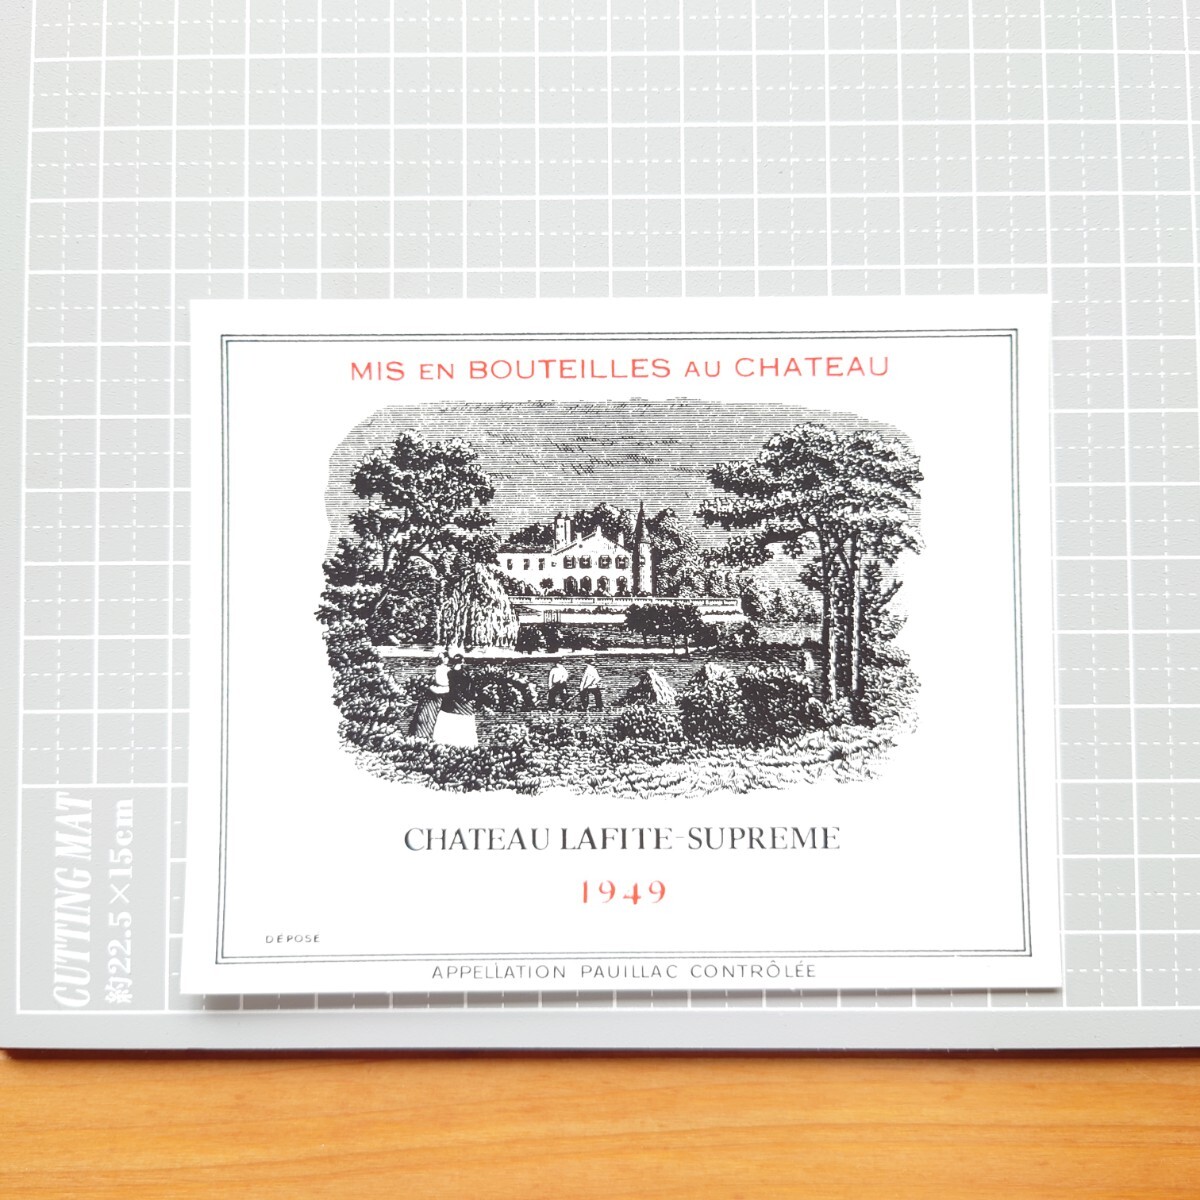 MIS EN BOUTEILLES AU CHATEAU
CHATEAU LAFITE-SUPREME
1949
DÉPOSÉ
APPELLATION PAUILLAC CONTRÔLÉE
CUTTING MAT
約22.5×15cm